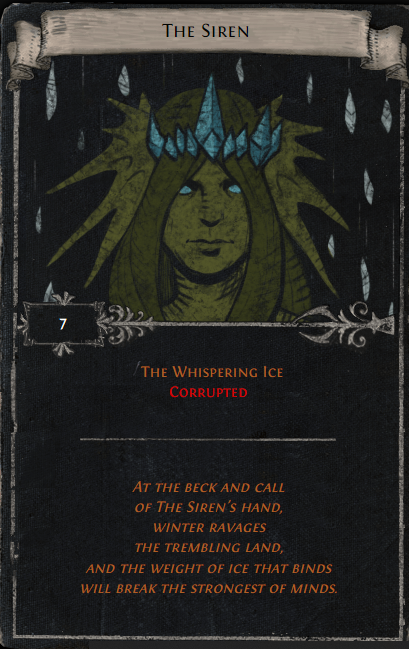 The Siren
7
The Whispering Ice
Corrupted
At the beck and call
of The Siren's hand,
winter ravages
the trembling land,
and the weight of ice that binds
will break the strongest of minds.